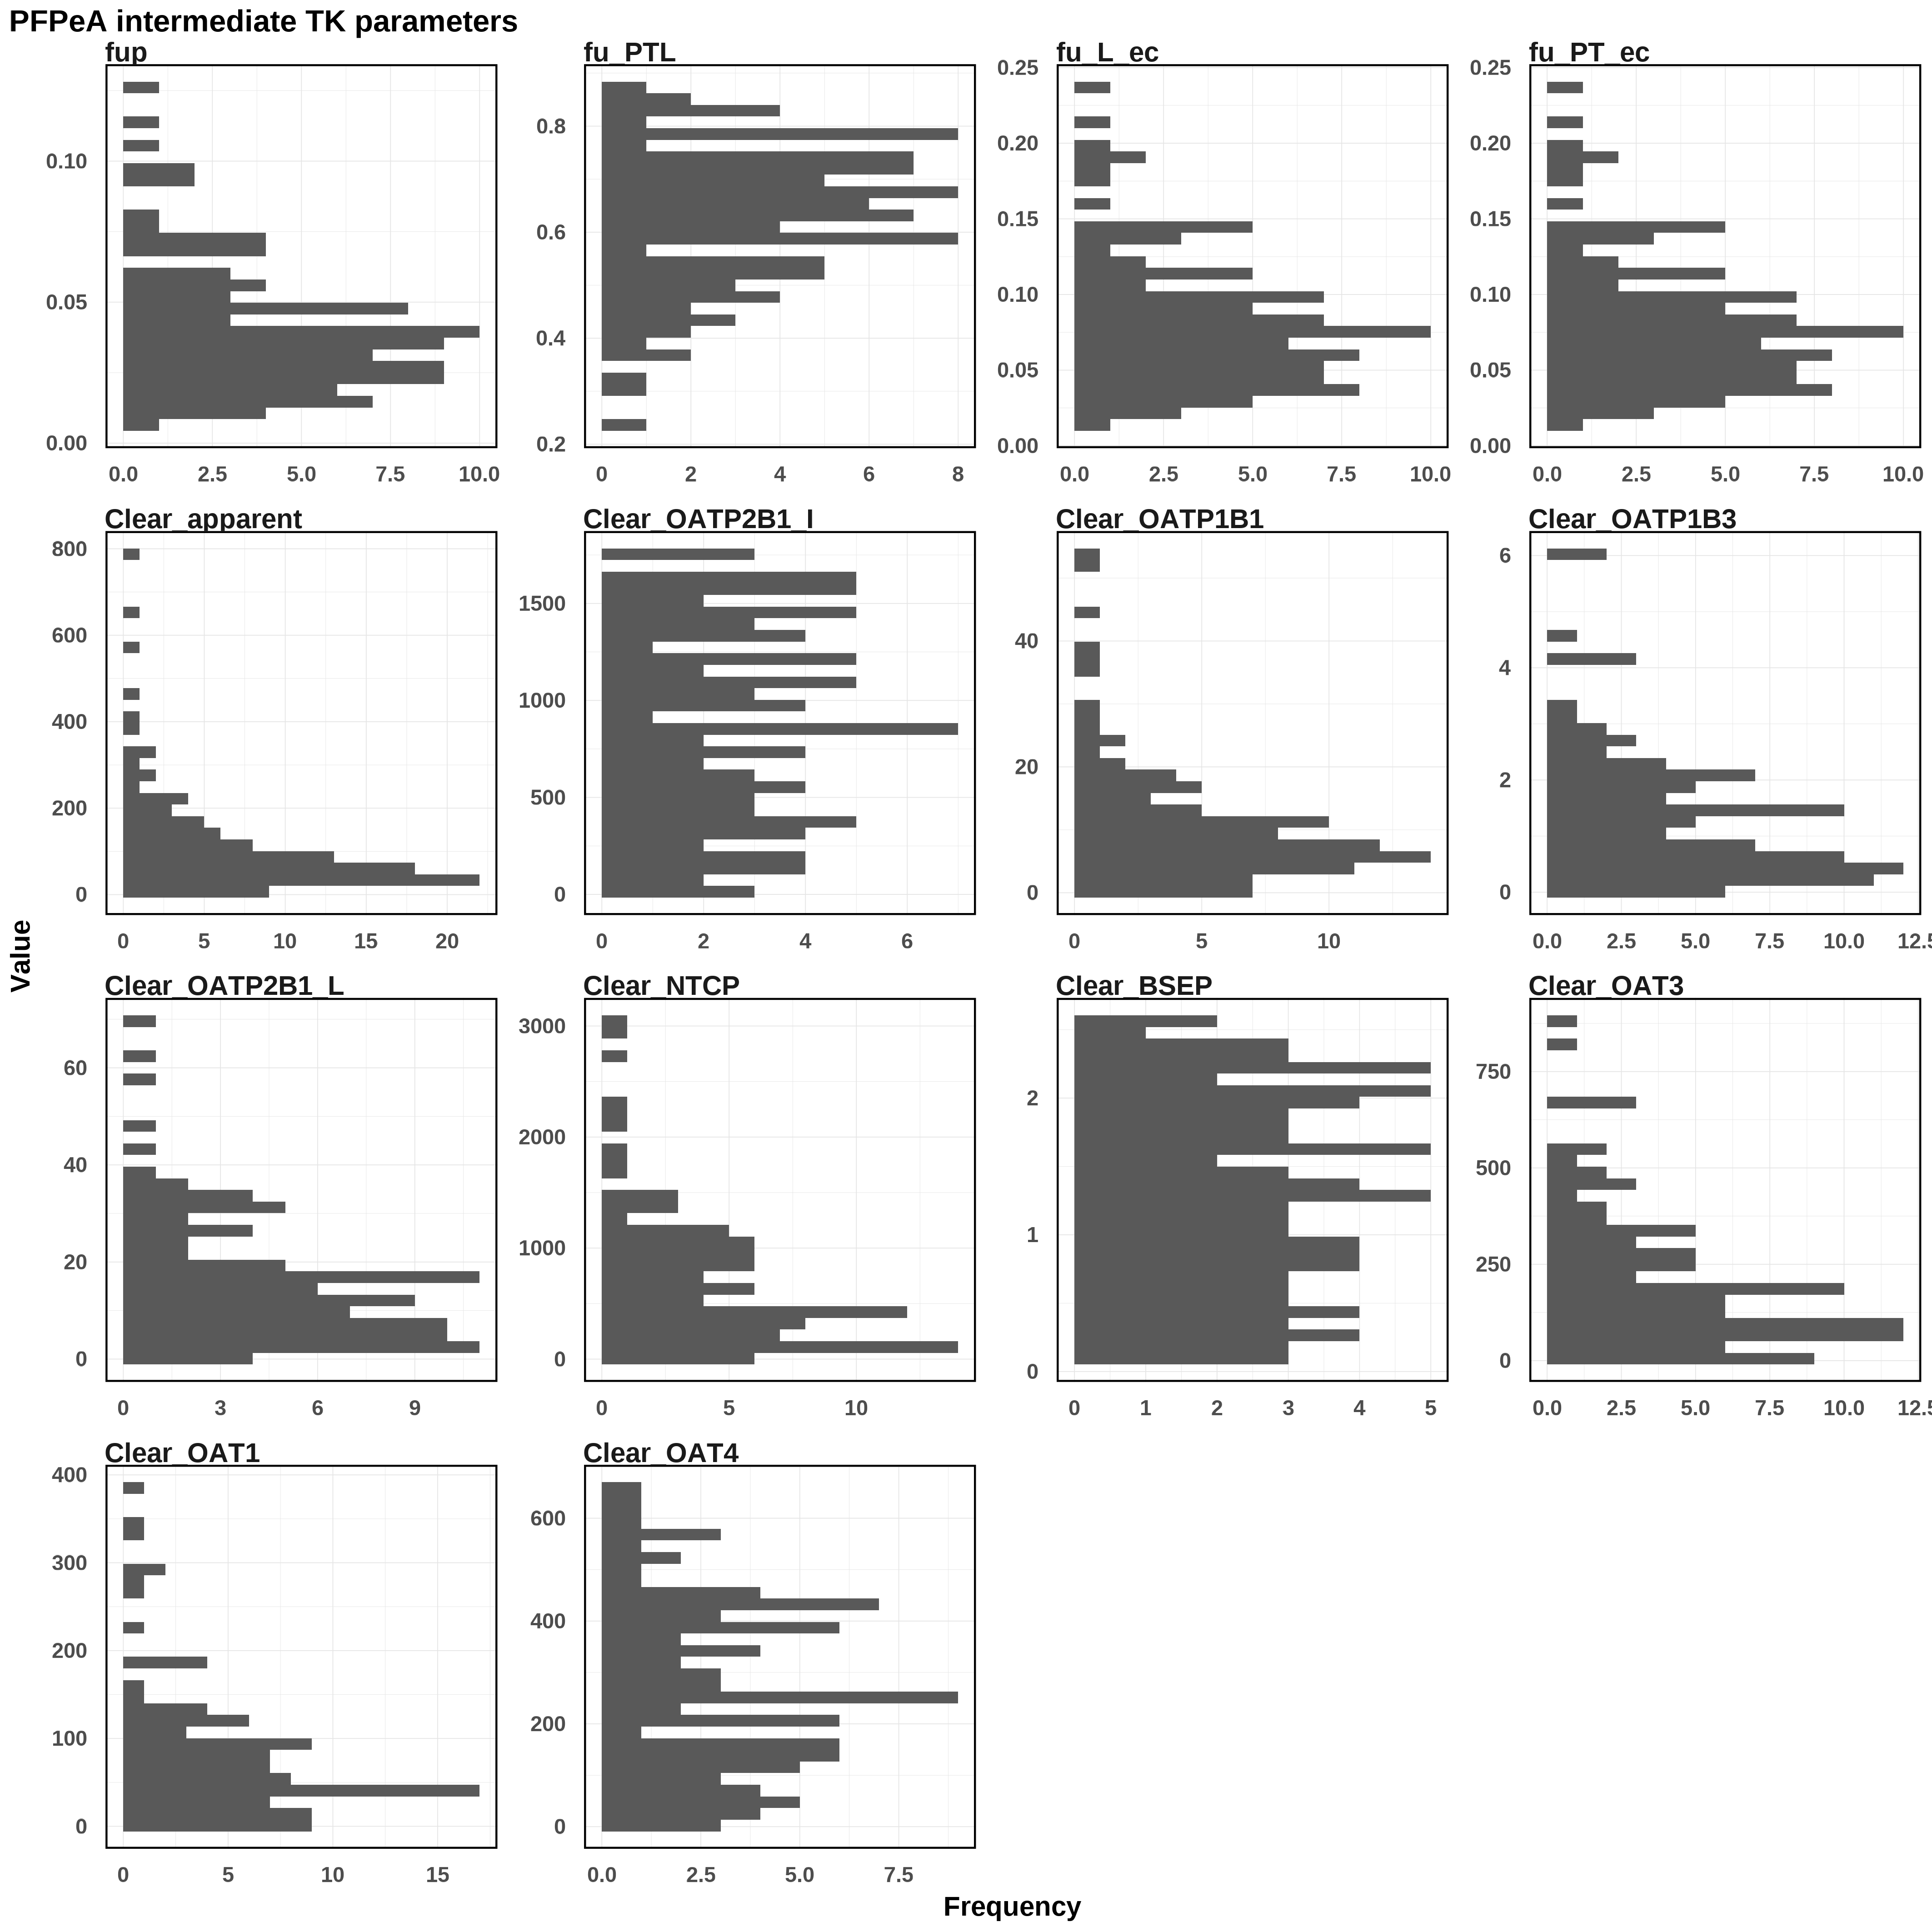 PFPeA intermediate TK parameters
fup fu_PTL fu_L_ec fu_PT_ec
0.10
0.05
0.00
0.0 2.5 5.0 7.5 10.0
0.8
0.6
0.4
0.2
0 2 4 6 8
0.25
0.20
0.15
0.10
0.05
0.00
0.0 2.5 5.0 7.5 10.0
0.25
0.20
0.15
0.10
0.05
0.00
0.0 2.5 5.0 7.5 10.0
Clear_apparent Clear_OATP2B1_I Clear_OATP1B1 Clear_OATP1B3
800
600
400
200
0
0 5 10 15 20
1500
1000
500
0
0 2 4 6
40
20
0
0 5 10
6
4
2
0
0.0 2.5 5.0 7.5 10.0 12.5
Value
Clear_OATP2B1_L Clear_NTCP Clear_BSEP Clear_OAT3
60
40
20
0
0 3 6 9
3000
2000
1000
0
0 5 10
2
1
0
0 1 2 3 4 5
750
500
250
0
0.0 2.5 5.0 7.5 10.0 12.5
Clear_OAT1 Clear_OAT4
400
300
200
100
0
0 5 10 15
600
400
200
0
0.0 2.5 5.0 7.5
Frequency